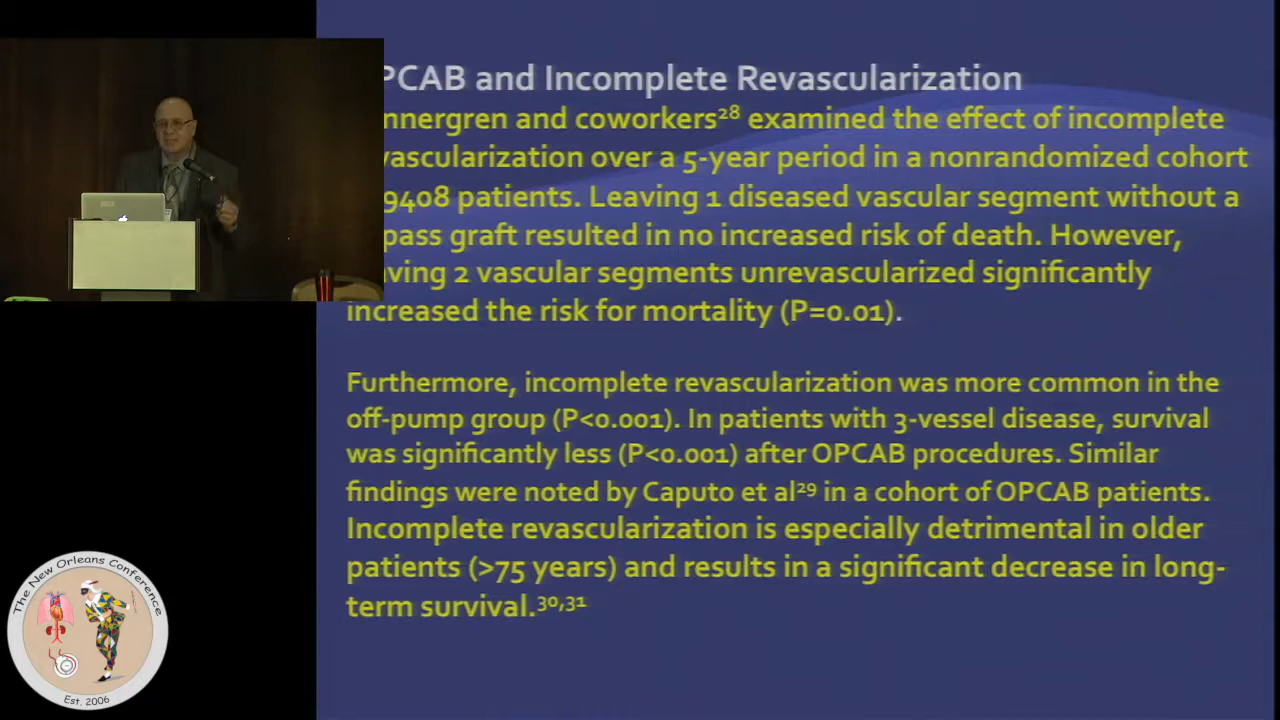 PCAB and Incomplete Revascularization
nnergren and coworkers28 examined the effect of incomplete
vascularization over a 5-year period in a nonrandomized cohort
9408 patients. Leaving 1 diseased vascular segment without a
pass graft resulted in no increased risk of death. However,
ving 2 vascular segments unrevascularized significantly
increased the risk for mortality (P=0.01).
Furthermore, incomplete revascularization was more common in the
off-pump group (P<0.001). In patients with 3-vessel disease, survival
was significantly less (P<0.001) after OPCAB procedures. Similar
findings were noted by Caputo et al29 in a cohort of OPCAB patients.
Incomplete revascularization is especially detrimental in older
patients (>75 years) and results in a significant decrease in long-
term survival.30,31
The New Orleans Conference
Est. 2006